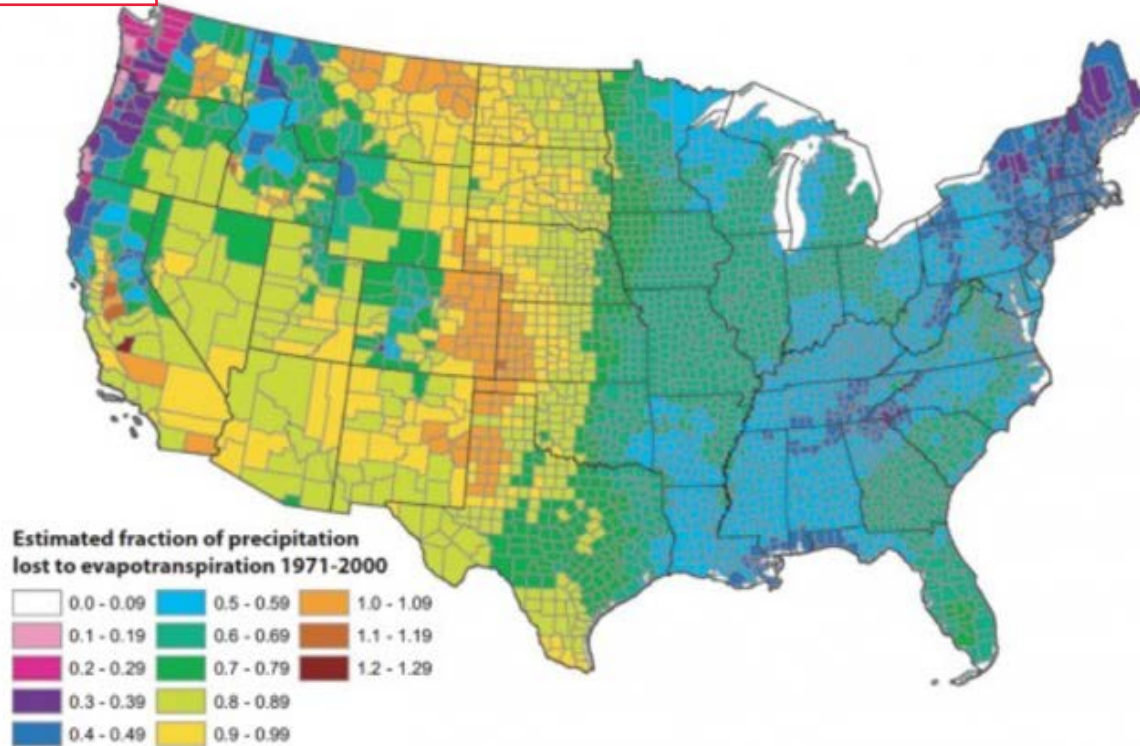 Estimated fraction of precipitation
lost to evapotranspiration 1971-2000
0.0 - 0.09
0.5 - 0.59
1.0 - 1.09
0.1 - 0.19
0.6 - 0.69
1.1 - 1.19
0.2 - 0.29
0.7 - 0.79
1.2 - 1.29
0.3 - 0.39
0.8 - 0.89
0.4 - 0.49
0.9 - 0.99